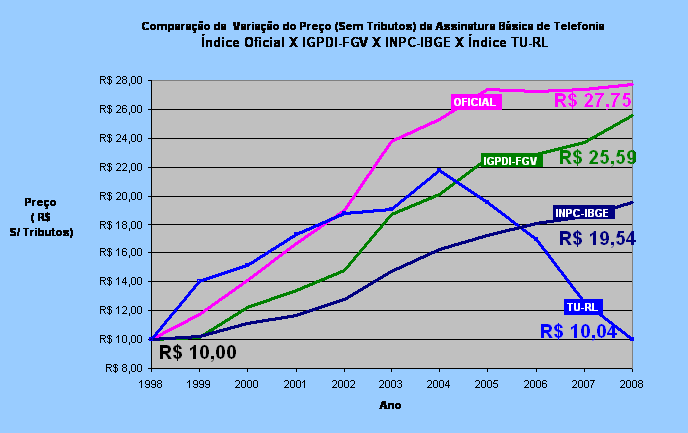 Comparação da Variação do Preço (Sem Tributos) da Assinatura Básica de Telefonia
Índice Oficial X IGPDI-FGV X INPC-IBGE X Índice TU-RL
R$ 28,00
R$ 26,00
R$ 24,00
R$ 22,00
R$ 20,00
R$ 18,00
R$ 16,00
R$ 14,00
R$ 12,00
R$ 10,00
R$ 8,00
Preço
( R$
S/ Tributos)
OFICIAL
R$ 27,75
IGPDI-FGV
R$ 25,59
INPC-IBGE
R$ 19,54
TU-RL
R$ 10,04
R$ 10,00
1998 1999 2000 2001 2002 2003 2004 2005 2006 2007 2008
Ano